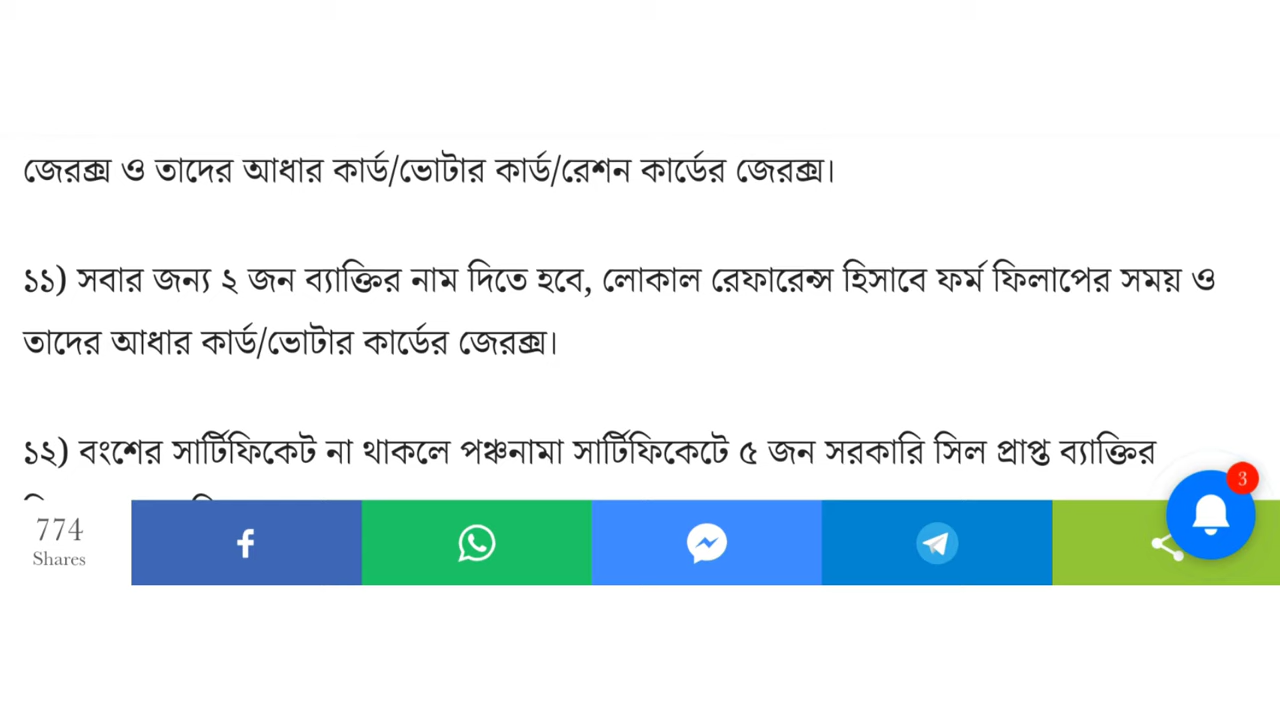 জেরক্স ও তাদের আধার কার্ড/ভোটার কার্ড/রেশন কার্ডের জেরক্স।
১১) সবার জন্য ২ জন ব্যাক্তির নাম দিতে হবে, লোকাল রেফারেন্স হিসাবে ফর্ম ফিলাপের সময় ও
তাদের আধার কার্ড/ভোটার কার্ডের জেরক্স।
১২) বংশের সার্টিফিকেট না থাকলে পঞ্চনামা সার্টিফিকেটে ৫ জন সরকারি সিল প্রাপ্ত ব্যাক্তির
774
Shares
3